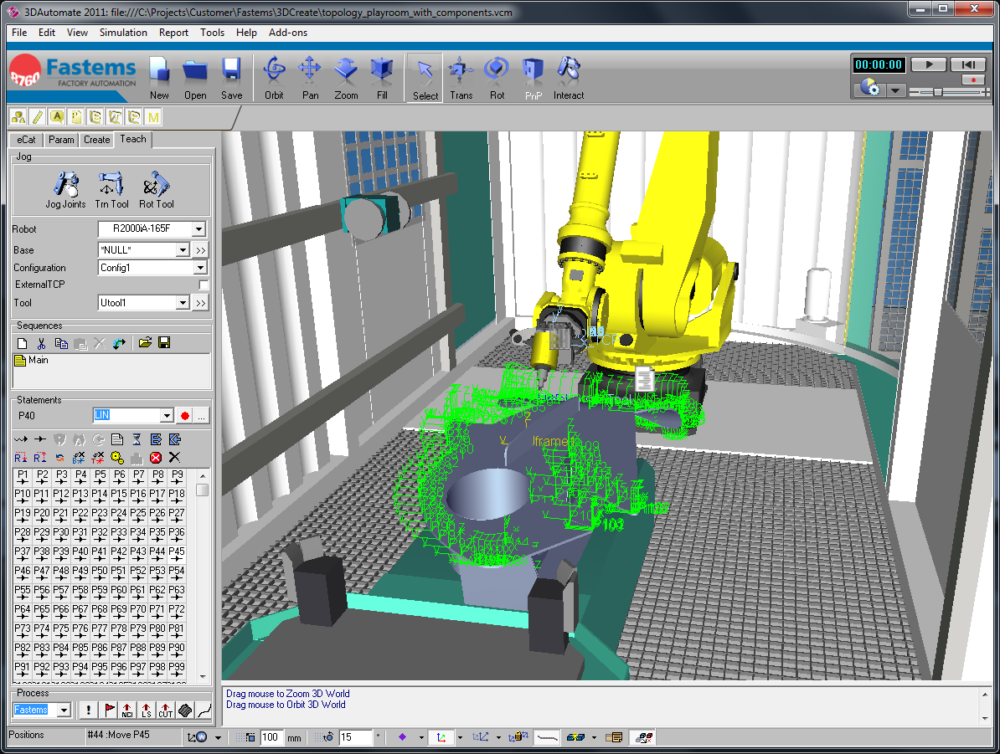 3DAutomate 2011: file:///C:\Projects\Customer\Fastems\3DCreate\topology_playroom_with_components.vcm
File Edit View Simulation Report Tools Help Add-ons
R760 Fastems
FACTORY AUTOMATION
New Open Save Orbit Pan Zoom Fill Select Trans Rot PnP Interact
00:00:00
eCat Param Create Teach
Jog
Jog Joints Trn Tool Rot Tool
Robot R2000iA-165F
Base *NULL* >>
Configuration Config1
ExternalTCP
Tool Utool1 >>
Sequences
Main
Statements
P40 LIN ...
P1 P2 P3 P4 P5 P6 P7 P8 P9
P10 P11 P12 P13 P14 P15 P16 P17 P18
P19 P20 P21 P22 P23 P24 P25 P26 P27
P28 P29 P30 P31 P32 P33 P34 P35 P36
P37 P38 P39 P40 P41 P42 P43 P44 P45
P46 P47 P48 P49 P50 P51 P52 P53 P54
P55 P56 P57 P58 P59 P60 P61 P62 P63
P64 P65 P66 P67 P68 P69 P70 P71 P72
P73 P74 P75 P76 P77 P78 P79 P80 P81
P82 P83 P84 P85 P86 P87 P88 P89 P90
P91 P92 P93 P94 P95 P96 P97 P98 P99
Process
Fastems ! NCI LS CUT
Drag mouse to Zoom 3D World
Drag mouse to Orbit 3D World
Positions #44 :Move P45 100 mm 15 °